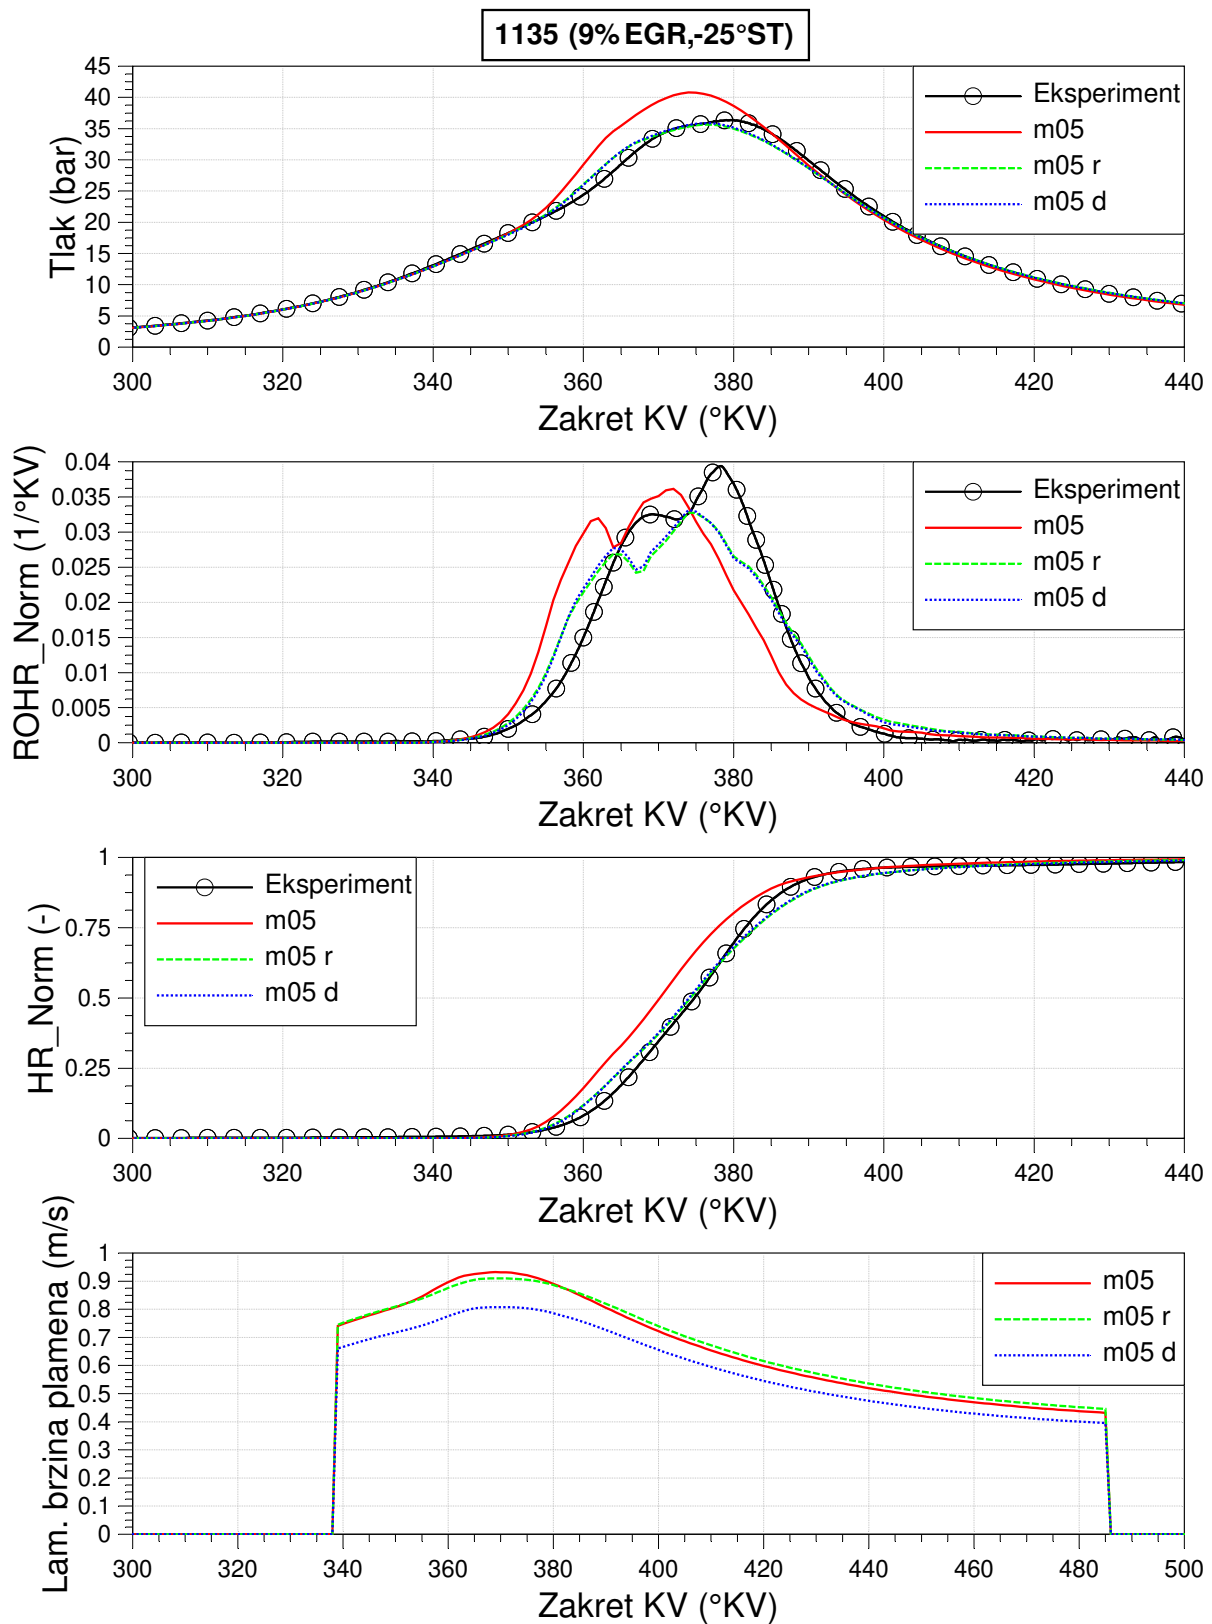 1135 (9% EGR,-25°ST)
Tlak (bar)
45
40
35
30
25
20
15
10
5
0
Eksperiment
m05
m05 r
m05 d
300 320 340 360 380 400 420 440
Zakret KV (°KV)
ROHR_Norm (1/°KV)
0.04
0.035
0.03
0.025
0.02
0.015
0.01
0.005
0
Eksperiment
m05
m05 r
m05 d
300 320 340 360 380 400 420 440
Zakret KV (°KV)
HR_Norm (-)
1
0.75
0.5
0.25
0
Eksperiment
m05
m05 r
m05 d
300 320 340 360 380 400 420 440
Zakret KV (°KV)
Lam. brzina plamena (m/s)
1
0.9
0.8
0.7
0.6
0.5
0.4
0.3
0.2
0.1
0
m05
m05 r
m05 d
300 320 340 360 380 400 420 440 460 480 500
Zakret KV (°KV)